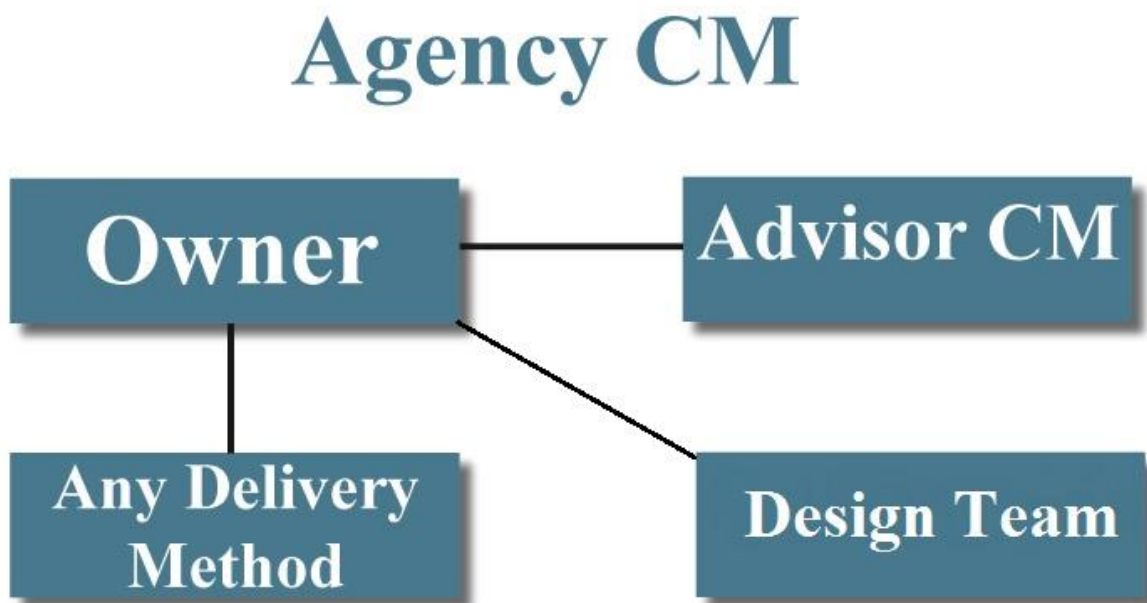 Agency CM
Owner
Advisor CM
Any Delivery
Method
Design Team